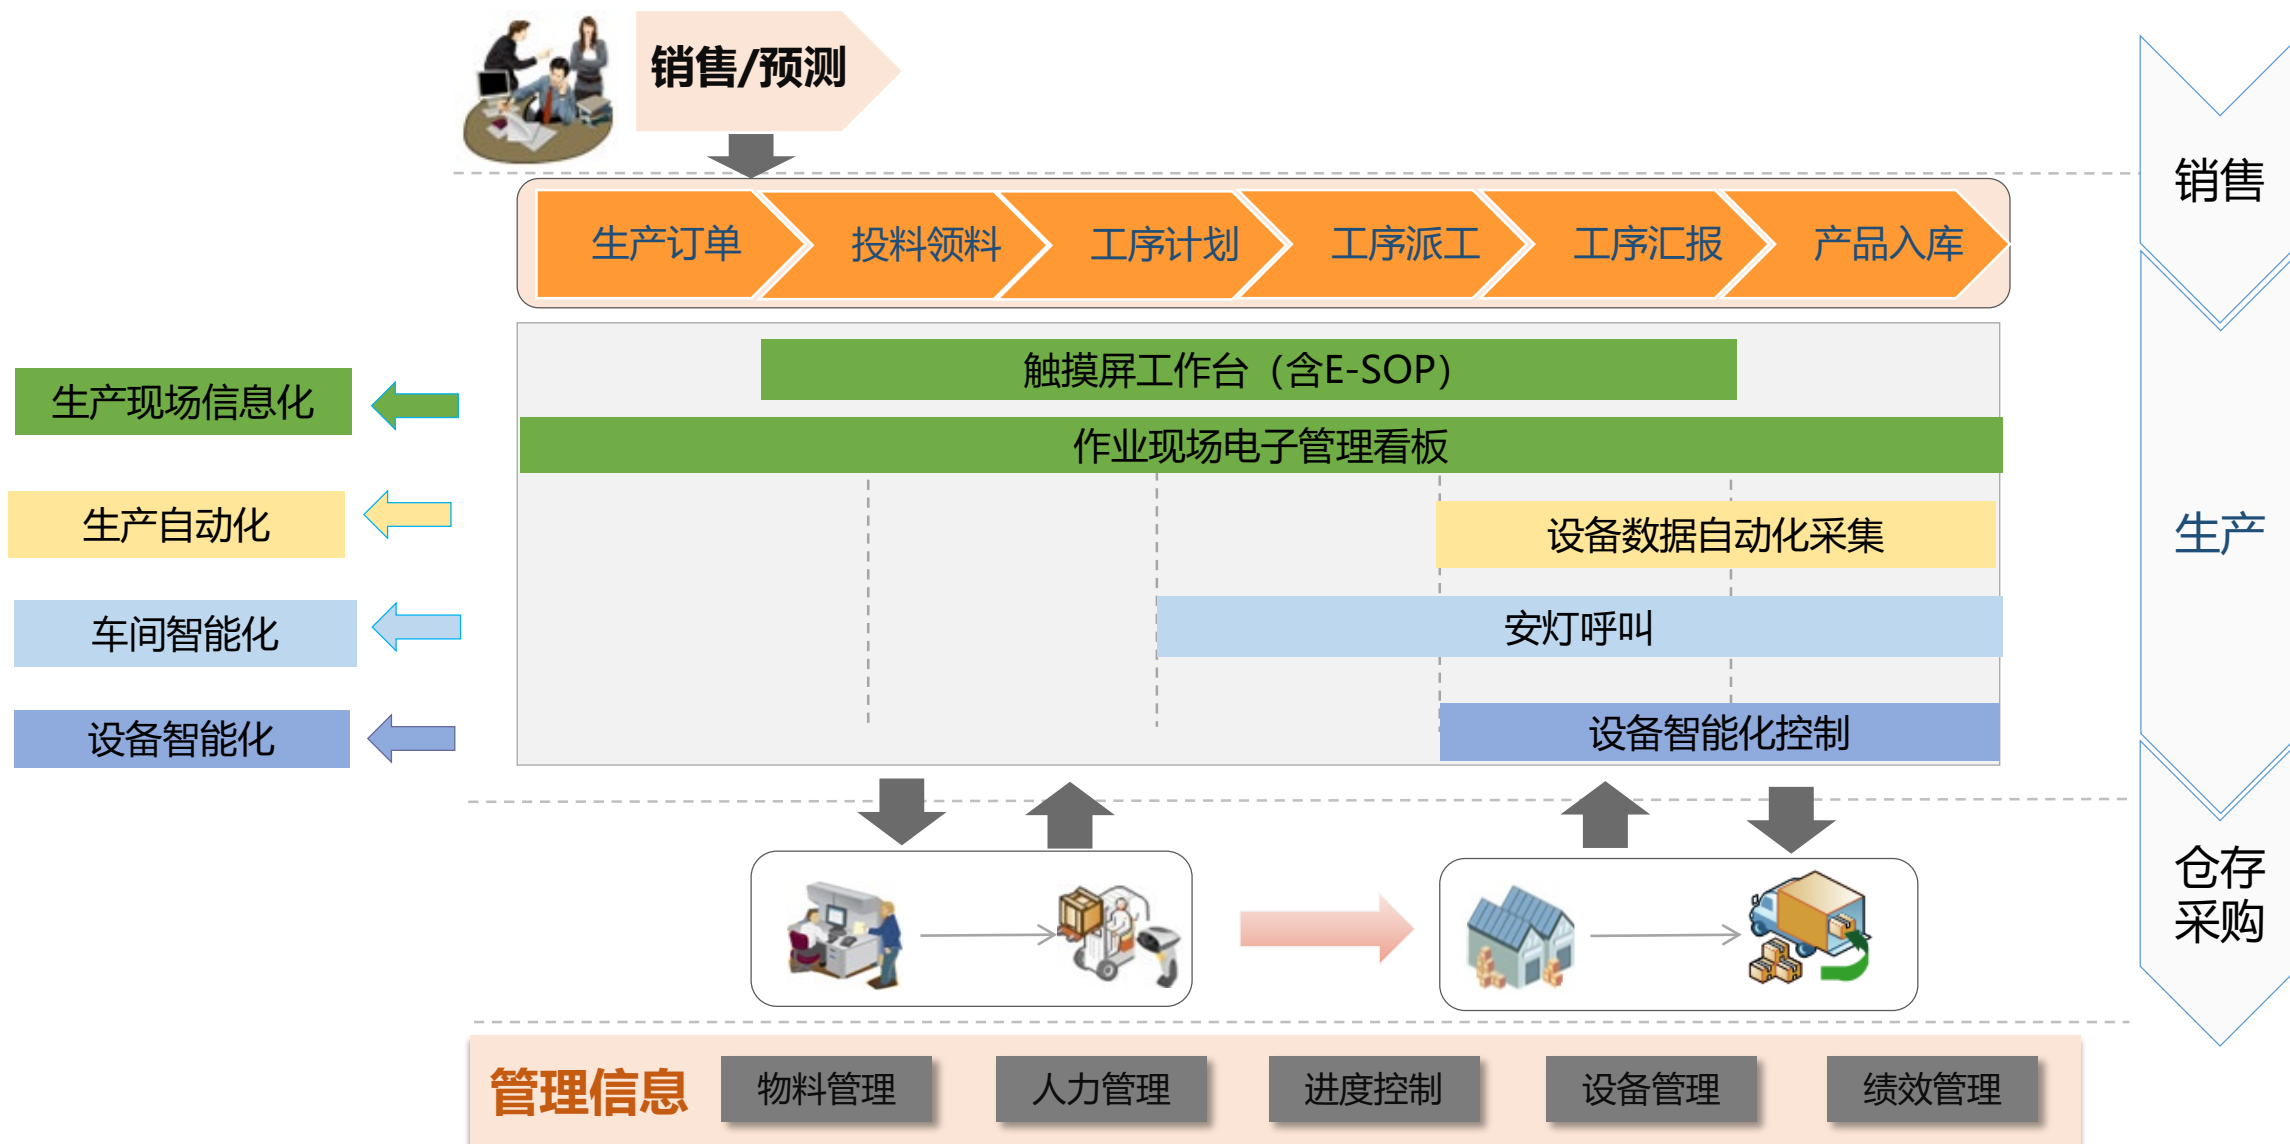 销售/预测
销售
生产订单
投料领料
工序计划
工序派工
工序汇报
产品入库
触摸屏工作台（含E-SOP）
生产现场信息化
作业现场电子管理看板
生产自动化
设备数据自动化采集
生产
车间智能化
安灯呼叫
设备智能化
设备智能化控制
仓存
采购
管理信息
物料管理
人力管理
进度控制
设备管理
绩效管理